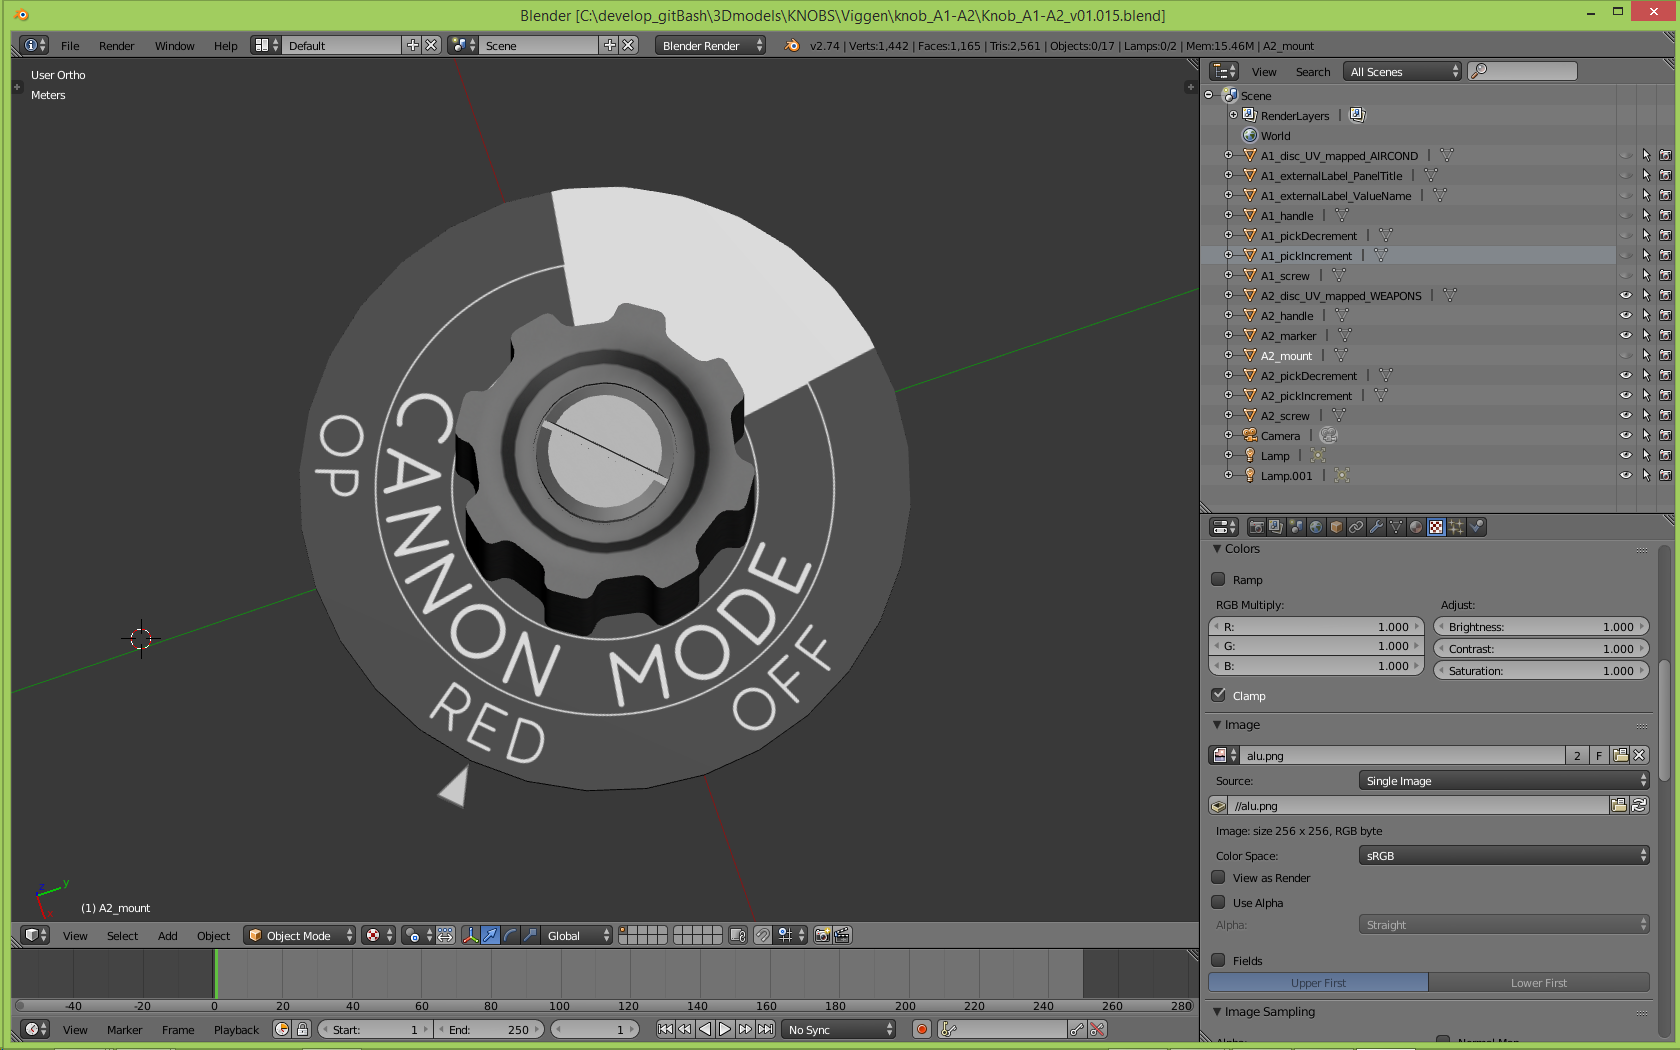 Blender [C:\develop_gitBash\3Dmodels\KNOBS\Viggen\knob_A1-A2\Knob_A1-A2_v01.015.blend]
File Render Window Help Default Scene Blender Render v2.74 | Verts:1,442 | Faces:1,165 | Tris:2,561 | Objects:0/17 | Lamps:0/2 | Mem:15.46M | A2_mount
User Ortho
Meters
OP
CANNON MODE
RED
OFF
z y
(1) A2_mount
View Select Add Object Object Mode Global
-40 -20 0 20 40 60 80 100 120 140 160 180 200 220 240 260 280
View Marker Frame Playback Start: 1 End: 250 1 No Sync
View Search All Scenes
Scene
RenderLayers |
World
A1_disc_UV_mapped_AIRCOND |
A1_externalLabel_PanelTitle |
A1_externalLabel_ValueName |
A1_handle |
A1_pickDecrement |
A1_pickIncrement |
A1_screw |
A2_disc_UV_mapped_WEAPONS |
A2_handle |
A2_marker |
A2_mount |
A2_pickDecrement |
A2_pickIncrement |
A2_screw |
Camera |
Lamp |
Lamp.001 |
Colors
Ramp
RGB Multiply: Adjust:
R: 1.000 Brightness: 1.000
G: 1.000 Contrast: 1.000
B: 1.000 Saturation: 1.000
Clamp
Image
alu.png 2 F
Source: Single Image
//alu.png
Image: size 256 x 256, RGB byte
Color Space: sRGB
View as Render
Use Alpha
Alpha: Straight
Fields
Upper First Lower First
Image Sampling